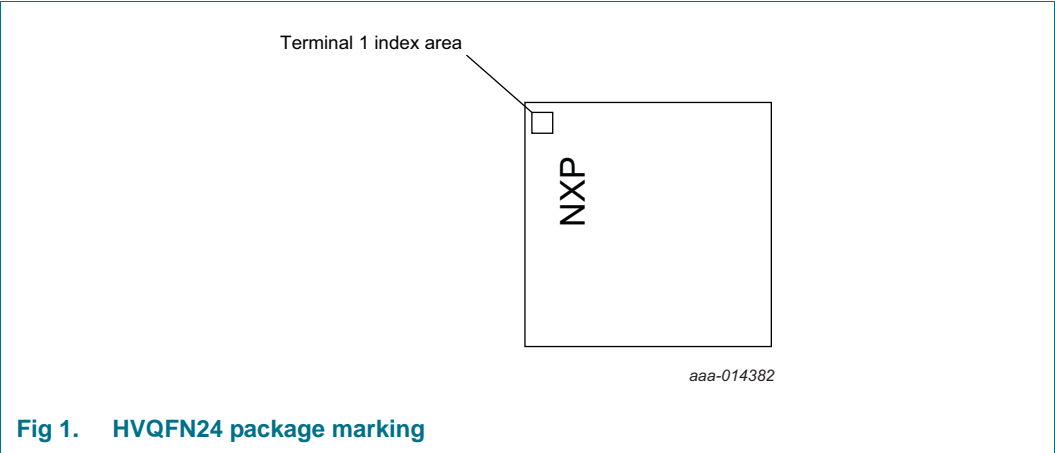 Terminal 1 index area
NXP
aaa-014382
Fig 1. HVQFN24 package marking